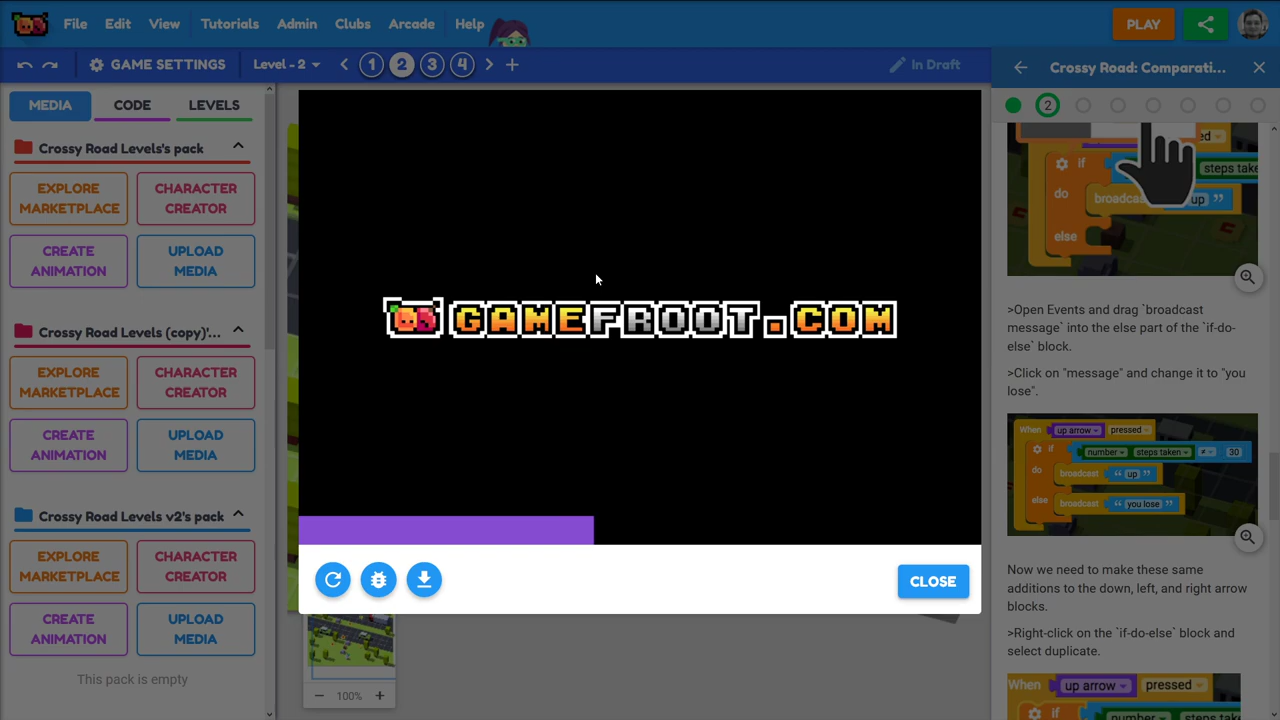 File Edit View Tutorials Admin Clubs Arcade Help PLAY
GAME SETTINGS Level - 2 1 2 3 4 In Draft
Crossy Road: Comparati...
MEDIA CODE LEVELS
2
Crossy Road Levels's pack
EXPLORE MARKETPLACE
CHARACTER CREATOR
CREATE ANIMATION
UPLOAD MEDIA
Crossy Road Levels (copy)'...
EXPLORE MARKETPLACE
CHARACTER CREATOR
CREATE ANIMATION
UPLOAD MEDIA
Crossy Road Levels v2's pack
EXPLORE MARKETPLACE
CHARACTER CREATOR
CREATE ANIMATION
UPLOAD MEDIA
This pack is empty
GAMEFROOT.COM
CLOSE
100%
if
steps take
do
up ”
else
>Open Events and drag `broadcast
message` into the else part of the `if-do-
else` block.
>Click on "message" and change it to "you
lose".
When up arrow pressed
if number steps taken ≠ 30
do broadcast “ up ”
else broadcast “ you lose ”
Now we need to make these same
additions to the down, left, and right arrow
blocks.
>Right-click on the `if-do-else` block and
select duplicate.
When up arrow pressed
if